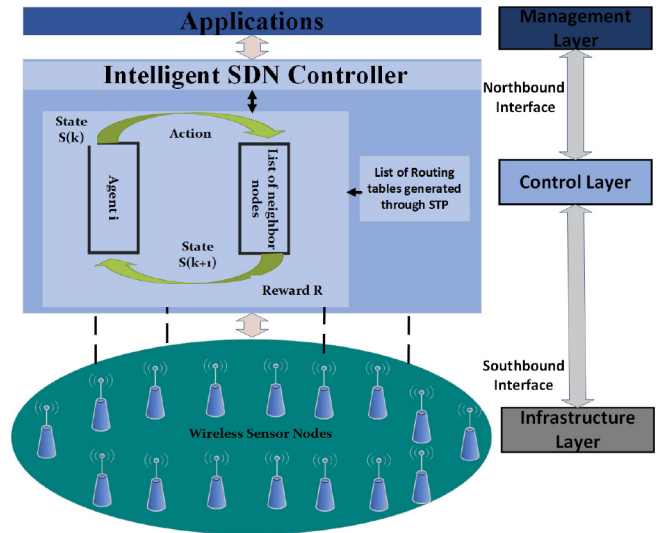 Applications
Intelligent SDN Controller
State
S(k)
Action
Agent i
List of neighbor
nodes
State
S(k+1)
Reward R
List of Routing
tables generated
through STP
Wireless Sensor Nodes
Management
Layer
Northbound
Interface
Control Layer
Southbound
Interface
Infrastructure
Layer